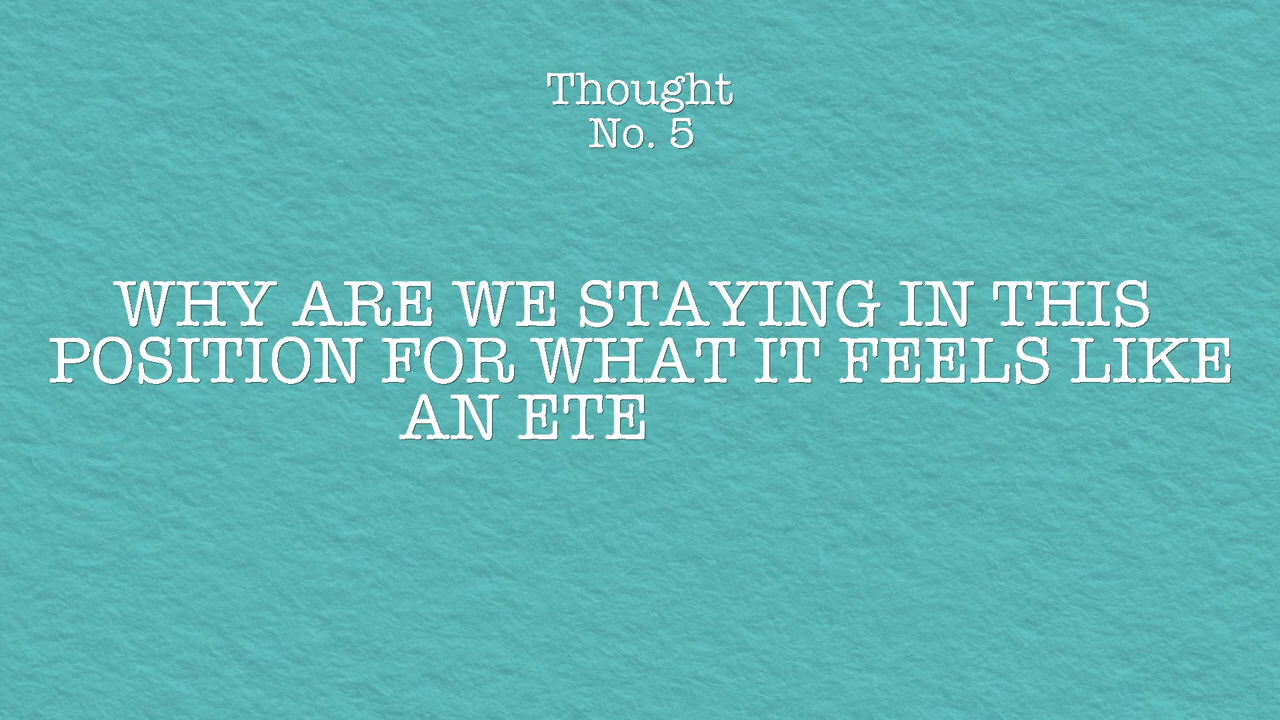 Thought
No. 5
WHY ARE WE STAYING IN THIS
POSITION FOR WHAT IT FEELS LIKE
AN ETE